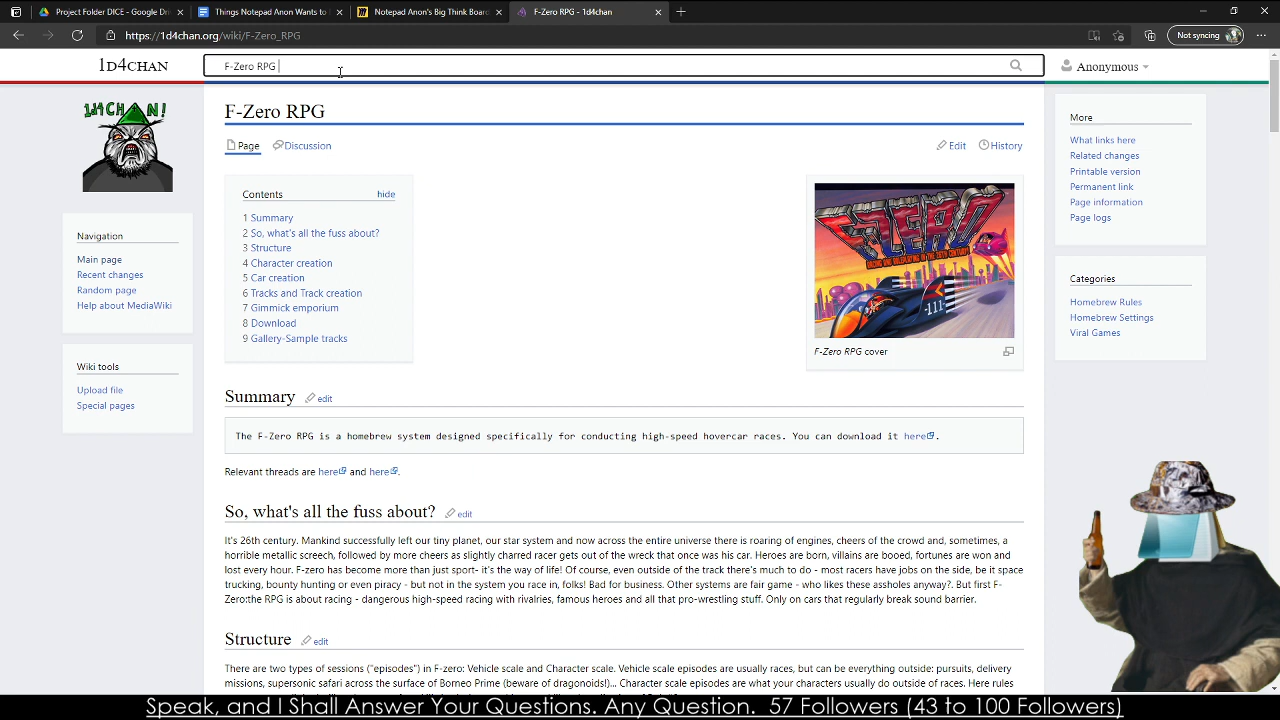 Project Folder DICE - Google Dri
Things Notepad Anon Wants to
Notepad Anon's Big Think Board
F-Zero RPG - 1d4chan
https://1d4chan.org/wiki/F-Zero_RPG
Not syncing
1D4CHAN
F-Zero RPG
Anonymous
1d4CHAN!
Navigation
Main page
Recent changes
Random page
Help about MediaWiki
Wiki tools
Upload file
Special pages
F-Zero RPG
Page
Discussion
Edit
History
Contents
hide
1 Summary
2 So, what's all the fuss about?
3 Structure
4 Character creation
5 Car creation
6 Tracks and Track creation
7 Gimmick emporium
8 Download
9 Gallery-Sample tracks
F-ZERO
RACING AND ROLEPLAYING IN THE 26TH CENTURY!
-111-
F-Zero RPG cover
Summary
edit
The F-Zero RPG is a homebrew system designed specifically for conducting high-speed hovercar races. You can download it here.
Relevant threads are here and here.
So, what's all the fuss about?
edit
It's 26th century. Mankind successfully left our tiny planet, our star system and now across the entire universe there is roaring of engines, cheers of the crowd and, sometimes, a
horrible metallic screech, followed by more cheers as slightly charred racer gets out of the wreck that once was his car. Heroes are born, villains are booed, fortunes are won and
lost every hour. F-zero has become more than just sport- it's the way of life! Of course, even outside of the track there's much to do - most racers have jobs on the side, be it space
trucking, bounty hunting or even piracy - but not in the system you race in, folks! Bad for business. Other systems are fair game - who likes these assholes anyway?. But first F-
Zero:the RPG is about racing - dangerous high-speed racing with rivalries, famous heroes and all that pro-wrestling stuff. Only on cars that regularly break sound barrier.
Structure
edit
There are two types of sessions ("episodes") in F-zero: Vehicle scale and Character scale. Vehicle scale episodes are usually races, but can be everything outside: pursuits, delivery
missions, supersonic safari across the surface of Borneo Prime (beware of dragonoids!)... Character scale episodes are what your characters usually do outside of races. Here rules
More
What links here
Related changes
Printable version
Permanent link
Page information
Page logs
Categories
Homebrew Rules
Homebrew Settings
Viral Games
Speak, and I Shall Answer Your Questions. Any Question. 57 Followers (43 to 100 Followers)